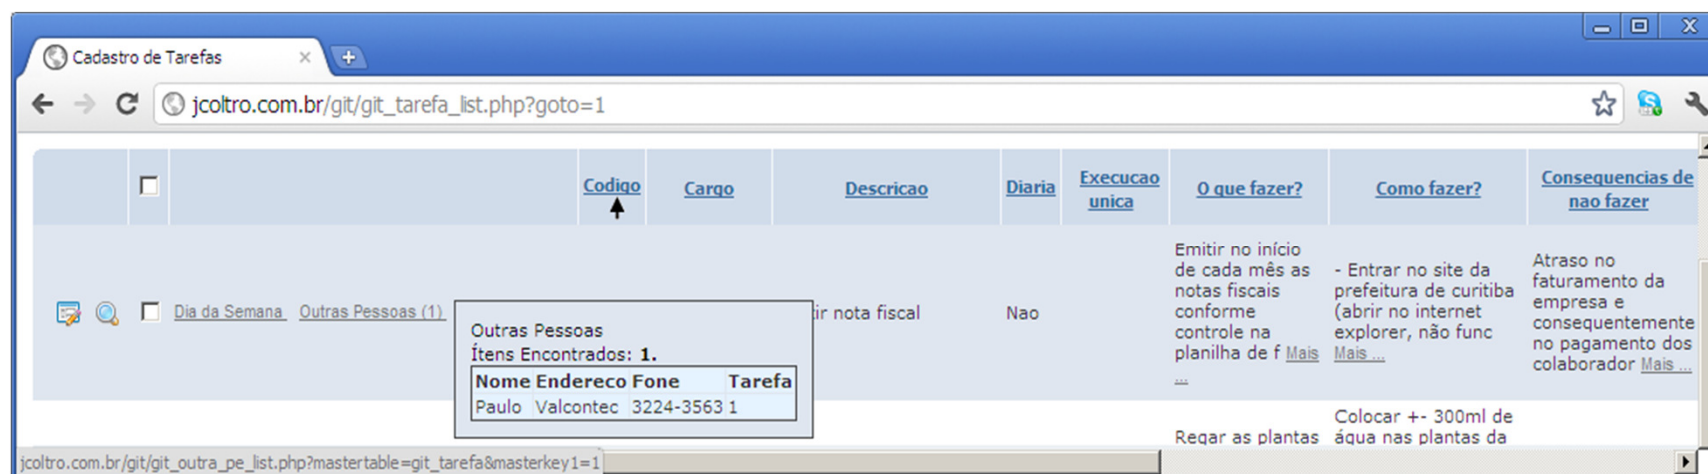 Cadastro de Tarefas
jcoltro.com.br/git/git_tarefa_list.php?goto=1
Codigo
Cargo
Descricao
Diaria
Execucao
unica
O que fazer?
Como fazer?
Consequencias de
nao fazer
Dia da Semana
Outras Pessoas (1)
Outras Pessoas
Ítens Encontrados: 1.
Nome Endereco Fone Tarefa
Paulo Valcontec 3224-3563 1
nota fiscal
Nao
Emitir no início
de cada mês as
notas fiscais
conforme
controle na
planilha de f Mais
...
- Entrar no site da
prefeitura de curitiba
(abrir no internet
explorer, não func
Mais ...
Atraso no
faturamento da
empresa e
consequentemente
no pagamento dos
colaborador Mais ...
Regar as plantas
Colocar +- 300ml de
água nas plantas da
jcoltro.com.br/git/git_outra_pe_list.php?mastertable=git_tarefa&masterkey1=1